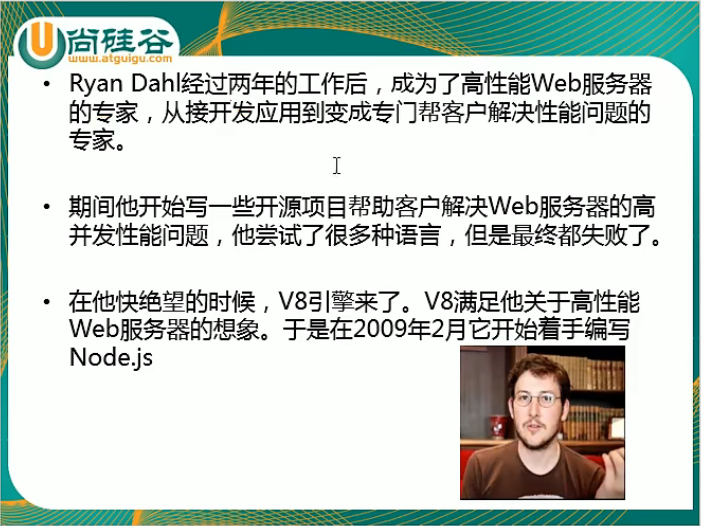 尚硅谷
www.atguigu.com
• Ryan Dahl经过两年的工作后，成为了高性能Web服务器
的专家，从接开发应用到变成专门帮客户解决性能问题的
专家。
• 期间他开始写一些开源项目帮助客户解决Web服务器的高
并发性能问题，他尝试了很多种语言，但是最终都失败了。
• 在他快绝望的时候，V8引擎来了。V8满足他关于高性能
Web服务器的想象。于是在2009年2月它开始着手编写
Node.js